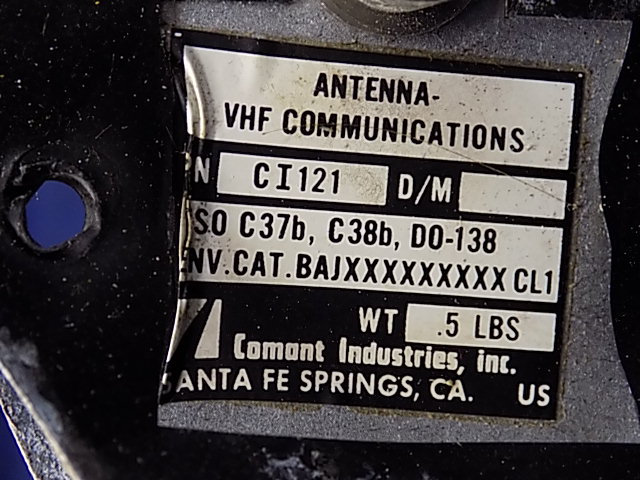 ANTENNA-
VHF COMMUNICATIONS
N CI121 D/M
SO C37b, C38b, DO-138
ENV.CAT.BAJXXXXXXXXX CL1
WT .5 LBS
Comant Industries, inc.
SANTA FE SPRINGS, CA. US